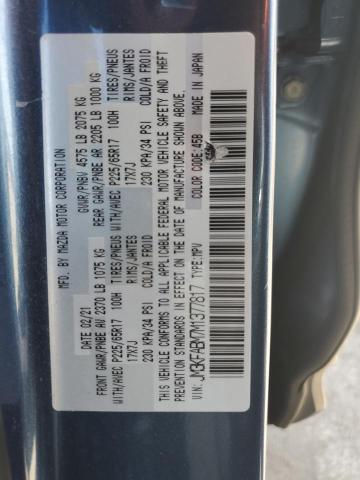 MFD. BY MAZDA MOTOR CORPORATION
02/21 GVWR/PNBV 4575 LB 2075 KG
FRONT GAWR/PNBE AV 2370 LB 1075 KG REAR GAWR/PNBE AR 2205 LB 1000 KG
WITH/AVEC P225/65R17 100H TIRES/PNEUS WITH/AVEC P225/65R17 100H TIRES/PNEUS
17X7J RIMS/JANTES 17X7J RIMS/JANTES
230 KPA/34 PSI COLD/A FROID 230 KPA/34 PSI COLD/A FROID
THIS VEHICLE CONFORMS TO ALL APPLICABLE FEDERAL MOTOR VEHICLE SAFETY AND THEFT
PREVENTION STANDARDS IN EFFECT ON THE DATE OF MANUFACTURE SHOWN ABOVE.
VIN: JM3KFABM7M1377817 TYPE: MPV COLOR CODE: 45B MADE IN JAPAN